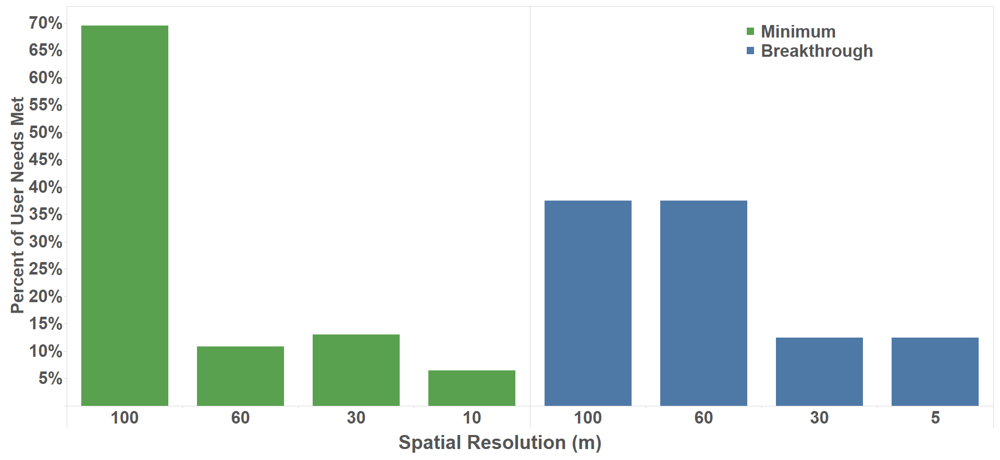 Percent of User Needs Met
70%
65%
60%
55%
50%
45%
40%
35%
30%
25%
20%
15%
10%
5%
Minimum
Breakthrough
100 60 30 10 100 60 30 5
Spatial Resolution (m)